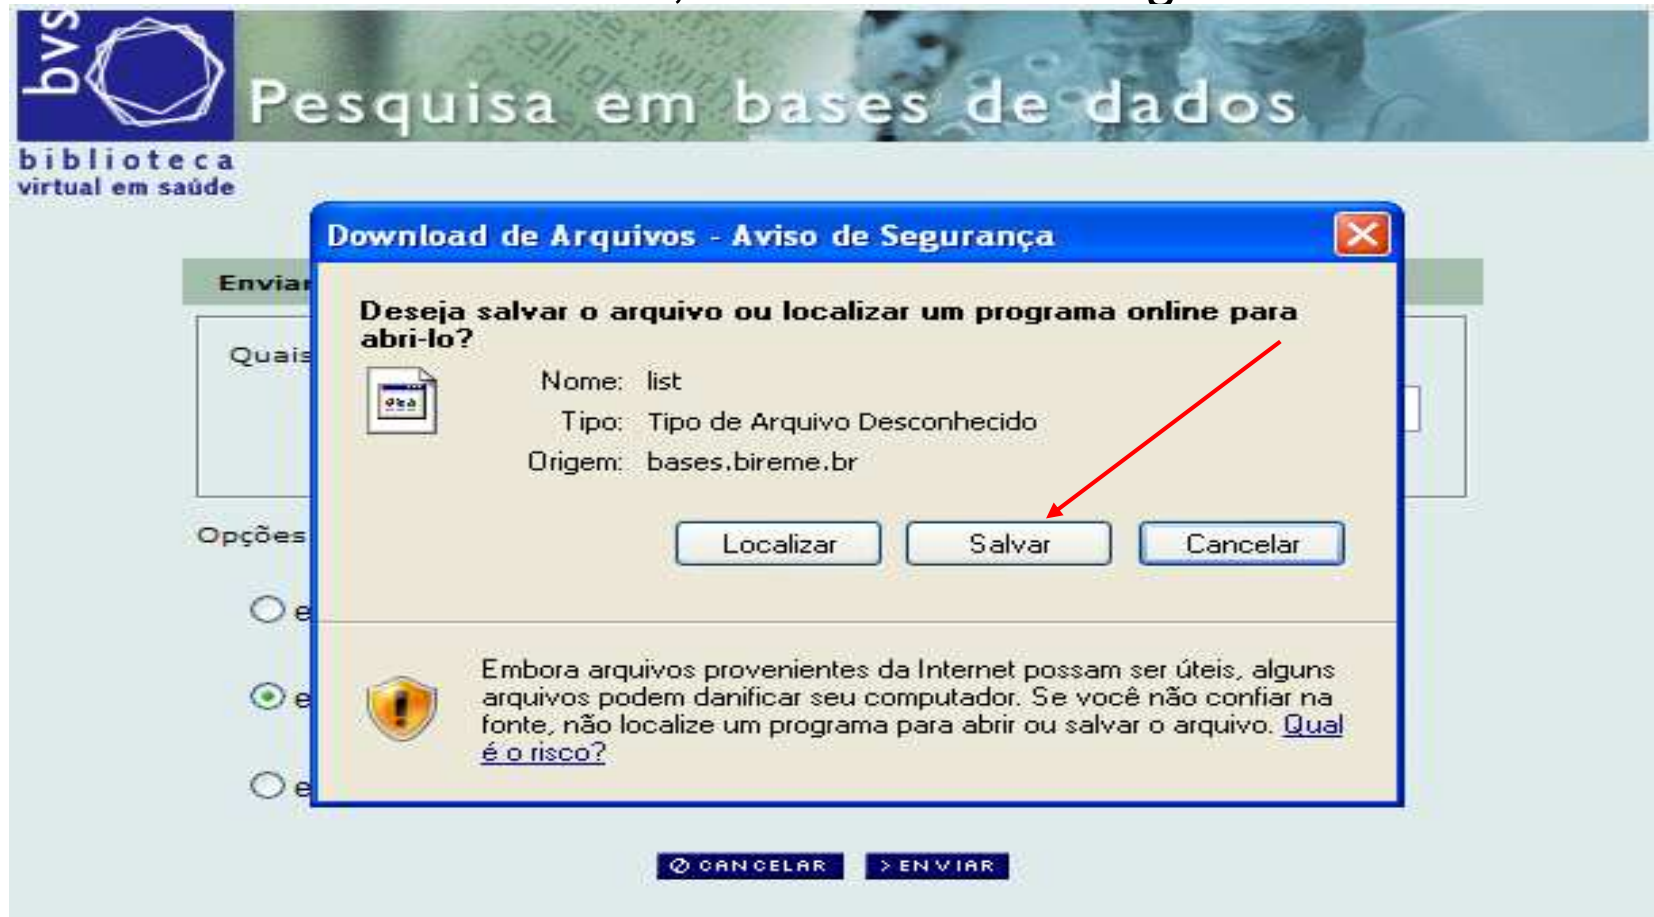 bvs
Pesquisa em bases de dados
biblioteca
virtual em saúde
Download de Arquivos - Aviso de Segurança
Enviar
Deseja salvar o arquivo ou localizar um programa online para
abri-lo?
Quais
Nome: list
Tipo: Tipo de Arquivo Desconhecido
Origem: bases.bireme.br
Opções
Localizar Salvar Cancelar
e
Embora arquivos provenientes da Internet possam ser úteis, alguns
arquivos podem danificar seu computador. Se você não confiar na
e
fonte, não localize um programa para abrir ou salvar o arquivo. Qual
é o risco?
e
CANCELAR >ENVIAR